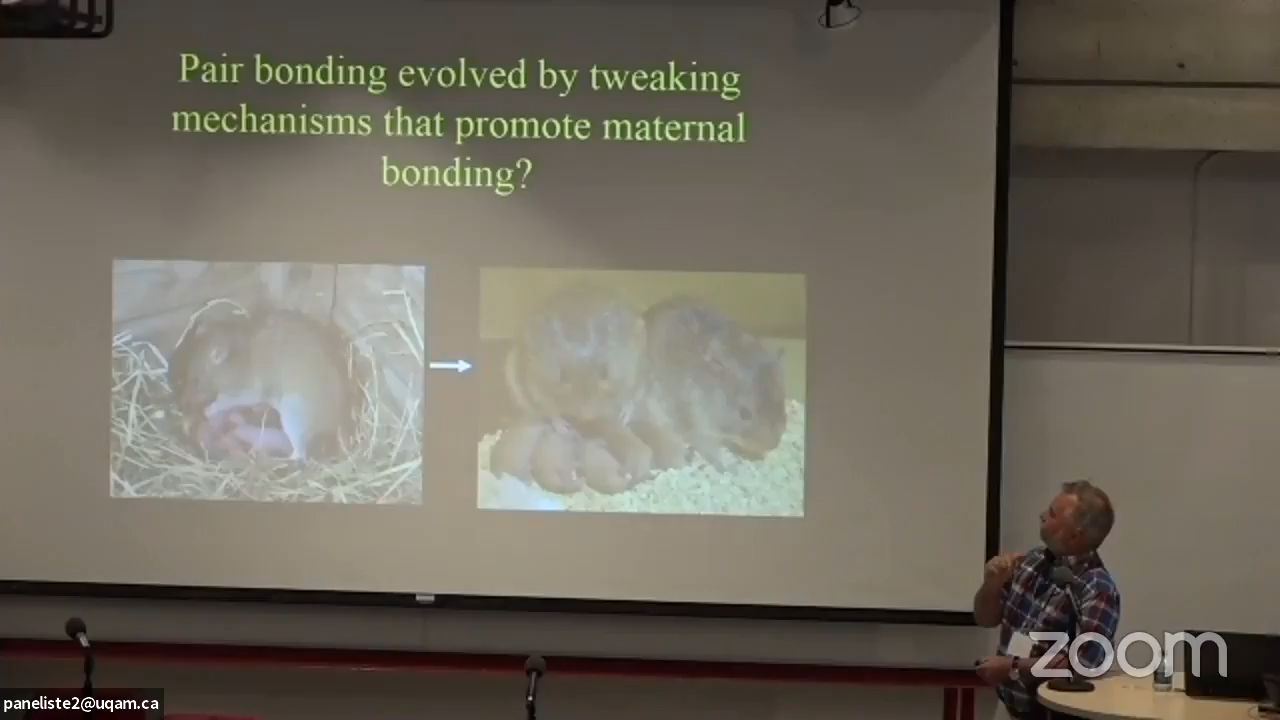 Pair bonding evolved by tweaking
mechanisms that promote maternal
bonding?
zoom
paneliste2@uqam.ca